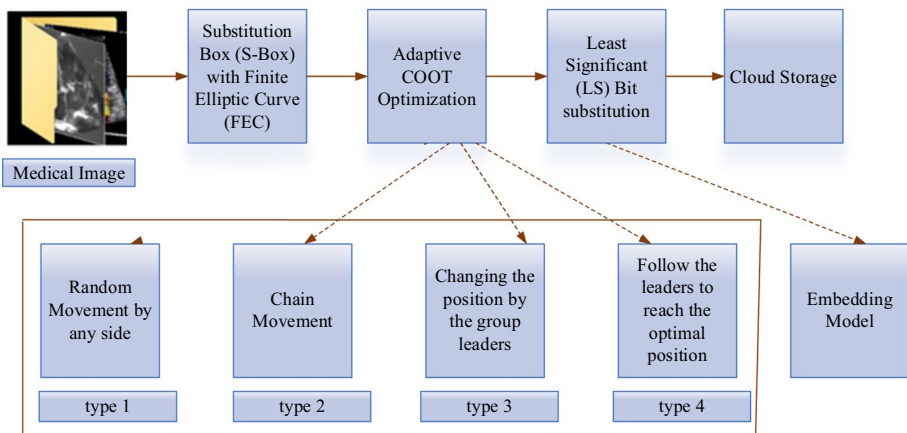 Substitution
Box (S-Box)
with Finite
Elliptic Curve
(FEC)
Adaptive
COOT
Optimization
Least
Significant
(LS) Bit
substitution
Cloud Storage
Medical Image
Random
Movement by
any side
Chain
Movement
Changing the
position by
the group
leaders
Follow the
leaders to
reach the
optimal
position
Embedding
Model
type 1
type 2
type 3
type 4